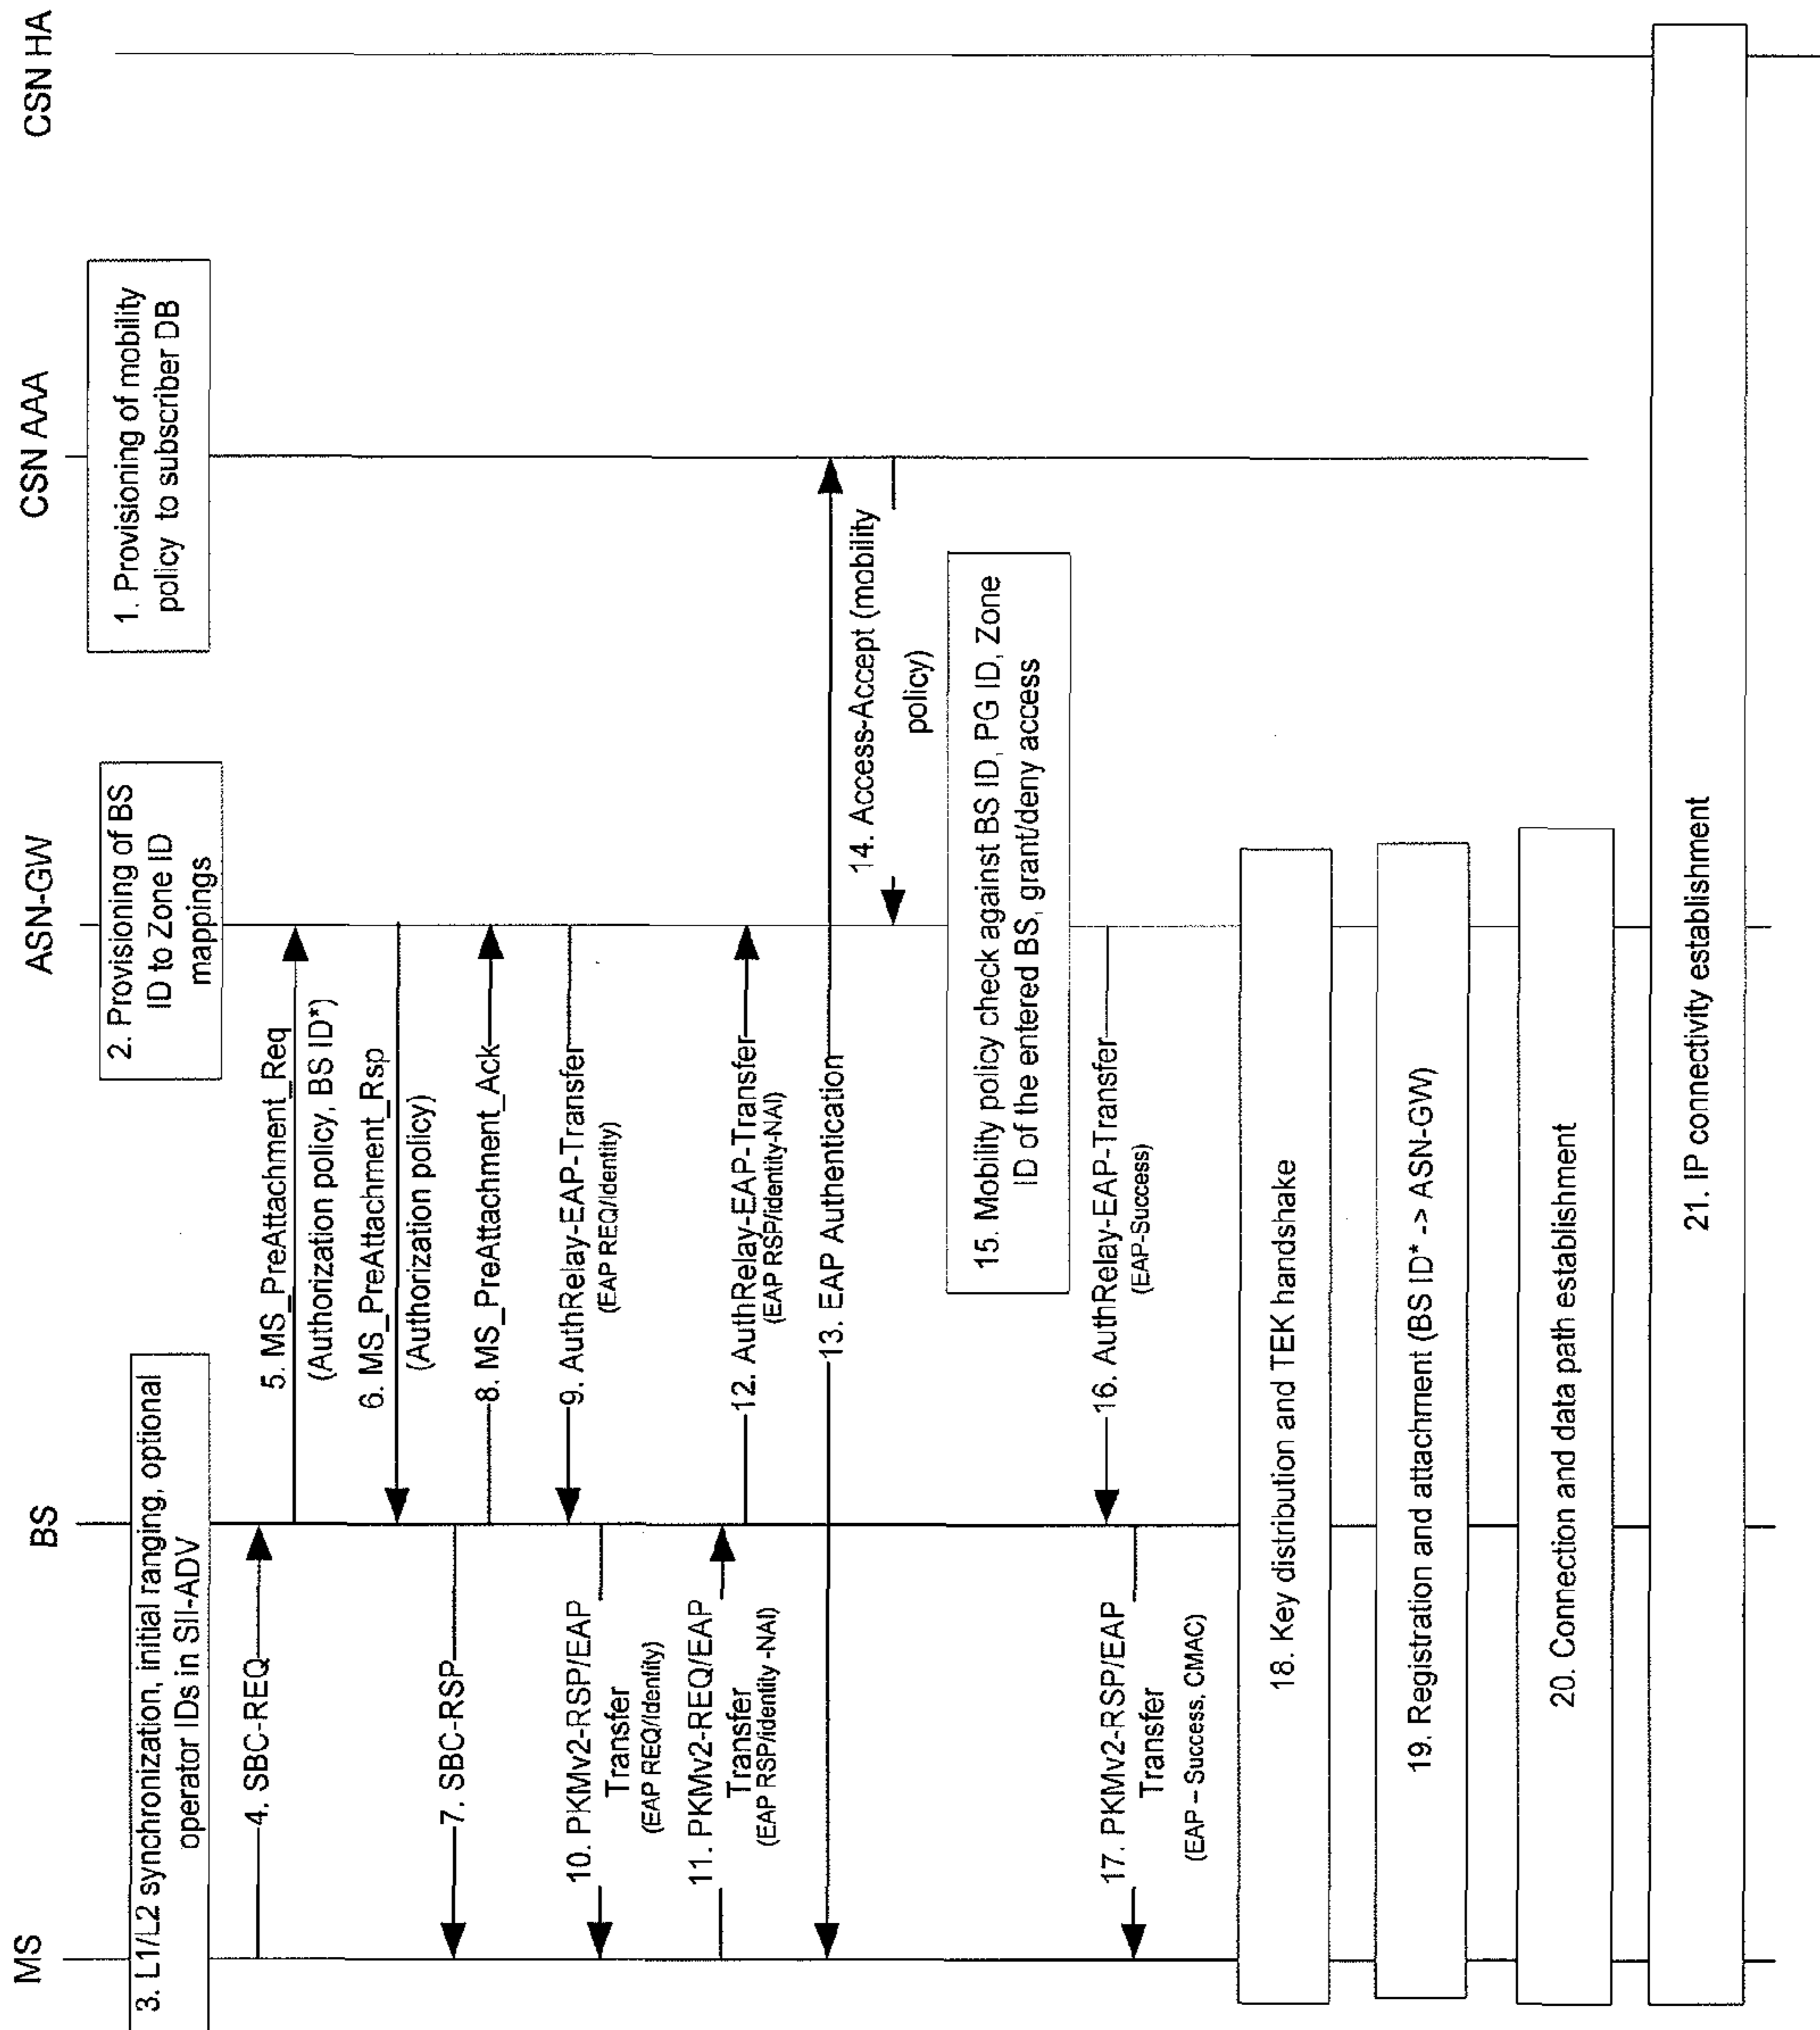 MS
BS
ASN-GW
CSN AAA
CSN HA
1. Provisioning of mobility
policy to subscriber DB
2. Provisioning of BS
ID to Zone ID
mappings
3. L1/L2 synchronization, initial ranging, optional
operator IDs in SII-ADV
4. SBC-REQ
5. MS_PreAttachment_Req
(Authorization policy, BS ID*)
6. MS_PreAttachment_Rsp
(Authorization policy)
7. SBC-RSP
8. MS_PreAttachment_Ack
9. AuthRelay-EAP-Transfer
(EAP REQ/Identity)
10. PKMv2-RSP/EAP
Transfer
(EAP REQ/Identity)
11. PKMv2-REQ/EAP
Transfer
(EAP RSP/identity -NAI)
12. AuthRelay-EAP-Transfer
(EAP RSP/identity-NAI)
13. EAP Authentication
14. Access-Accept (mobility
policy)
15. Mobility policy check against BS ID, PG ID, Zone
ID of the entered BS, grant/deny access
16. AuthRelay-EAP-Transfer
(EAP-Success)
17. PKMv2-RSP/EAP
Transfer
(EAP – Success, CMAC)
18. Key distribution and TEK handshake
19. Registration and attachment (BS ID* -> ASN-GW)
20. Connection and data path establishment
21. IP connectivity establishment